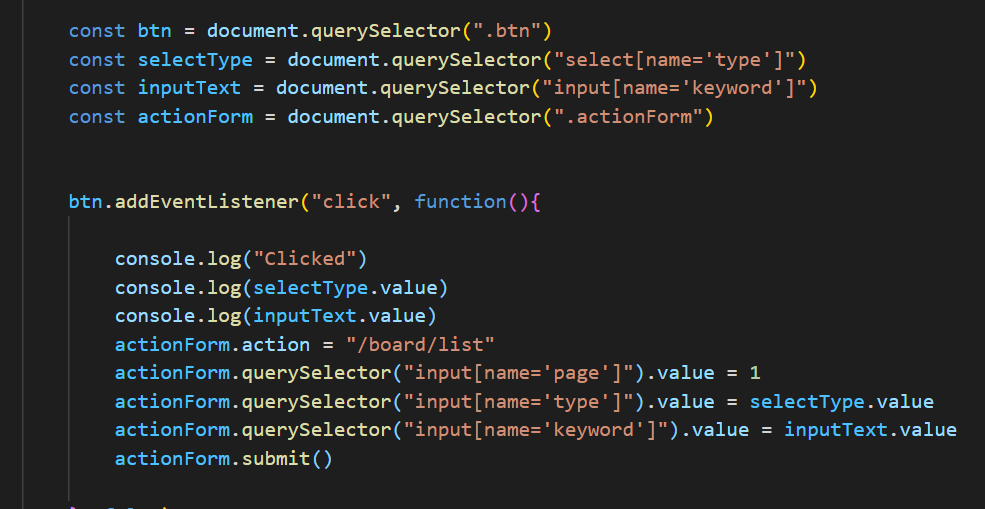 const btn = document.querySelector(".btn")
const selectType = document.querySelector("select[name='type']")
const inputText = document.querySelector("input[name='keyword']")
const actionForm = document.querySelector(".actionForm")
btn.addEventListener("click", function(){
console.log("Clicked")
console.log(selectType.value)
console.log(inputText.value)
actionForm.action = "/board/list"
actionForm.querySelector("input[name='page']").value = 1
actionForm.querySelector("input[name='type']").value = selectType.value
actionForm.querySelector("input[name='keyword']").value = inputText.value
actionForm.submit()